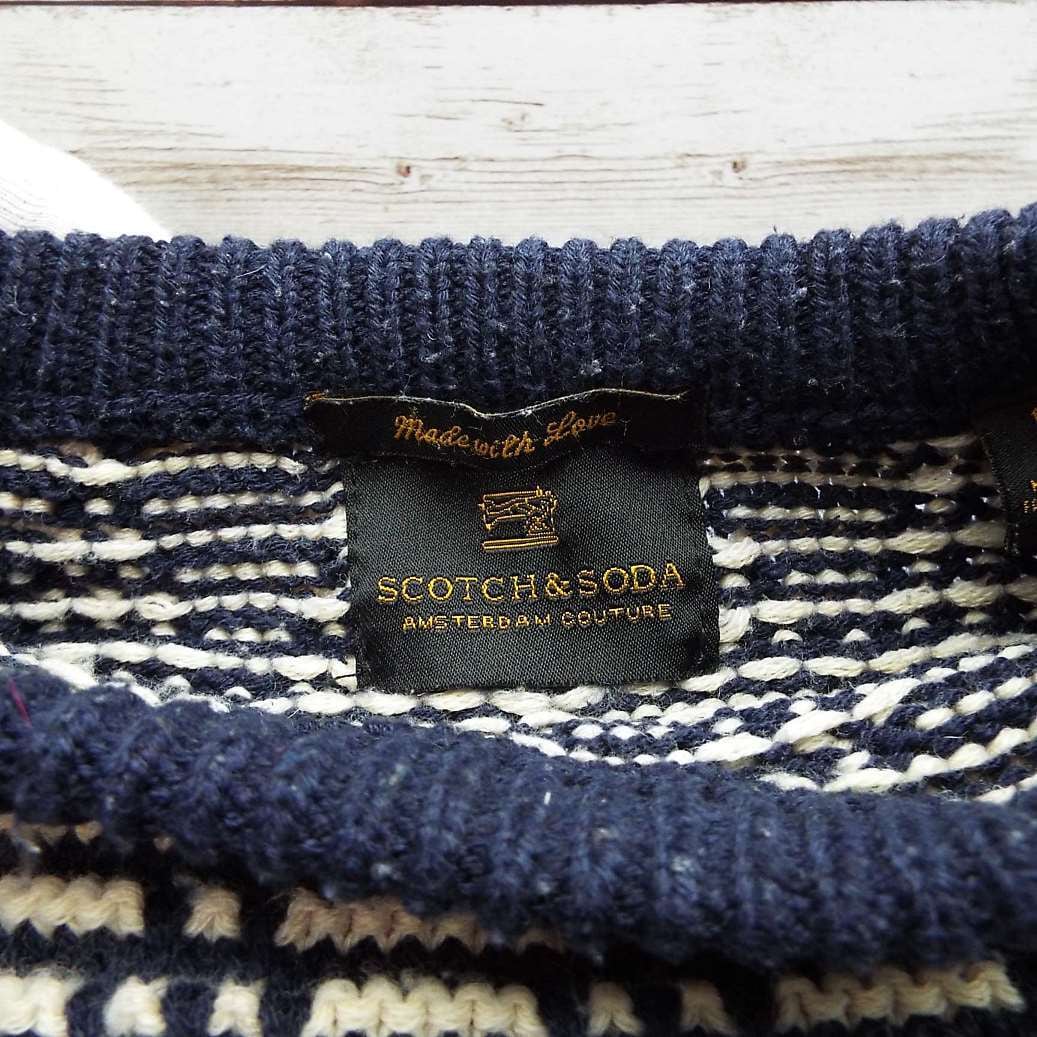 Made with Love
SCOTCH & SODA
AMSTERDAM COUTURE